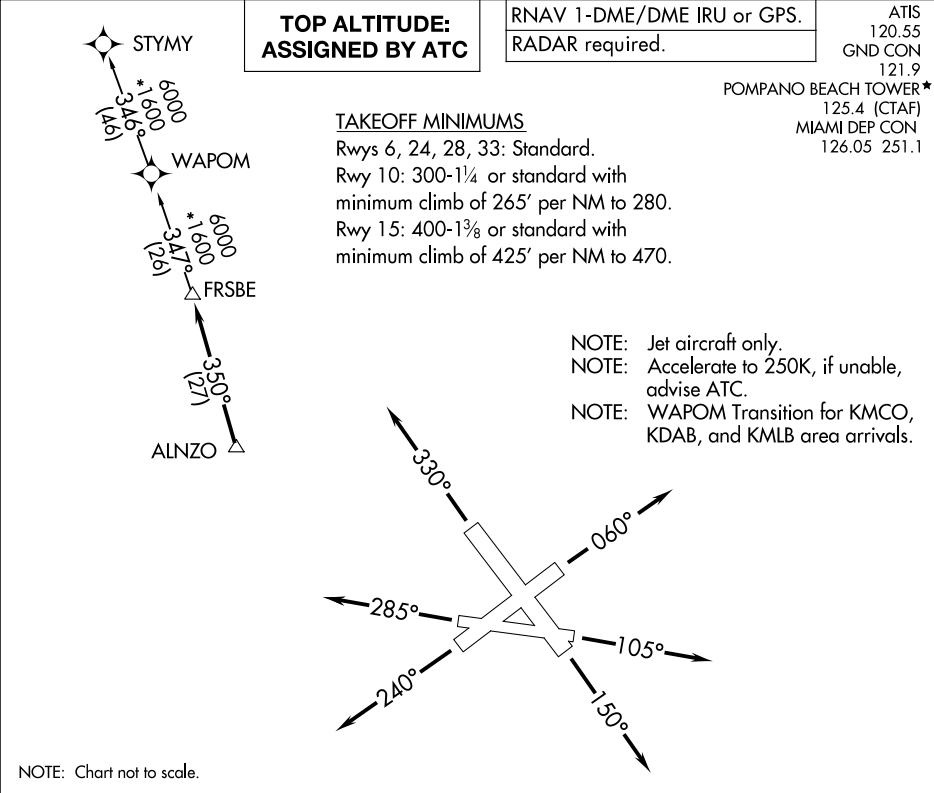 TOP ALTITUDE:
ASSIGNED BY ATC
RNAV 1-DME/DME IRU or GPS.
RADAR required.
ATIS
120.55
GND CON
121.9
POMPANO BEACH TOWER★
125.4 (CTAF)
MIAMI DEP CON
126.05 251.1
STYMY
6000
*1600
346°
(46)
WAPOM
6000
*1600
347°
(26)
FRSBE
350°
(27)
ALNZO
TAKEOFF MINIMUMS
Rwys 6, 24, 28, 33: Standard.
Rwy 10: 300-1¼ or standard with
minimum climb of 265' per NM to 280.
Rwy 15: 400-1⅜ or standard with
minimum climb of 425' per NM to 470.
NOTE: Jet aircraft only.
NOTE: Accelerate to 250K, if unable,
advise ATC.
NOTE: WAPOM Transition for KMCO,
KDAB, and KMLB area arrivals.
330°
060°
285°
105°
240°
150°
NOTE: Chart not to scale.